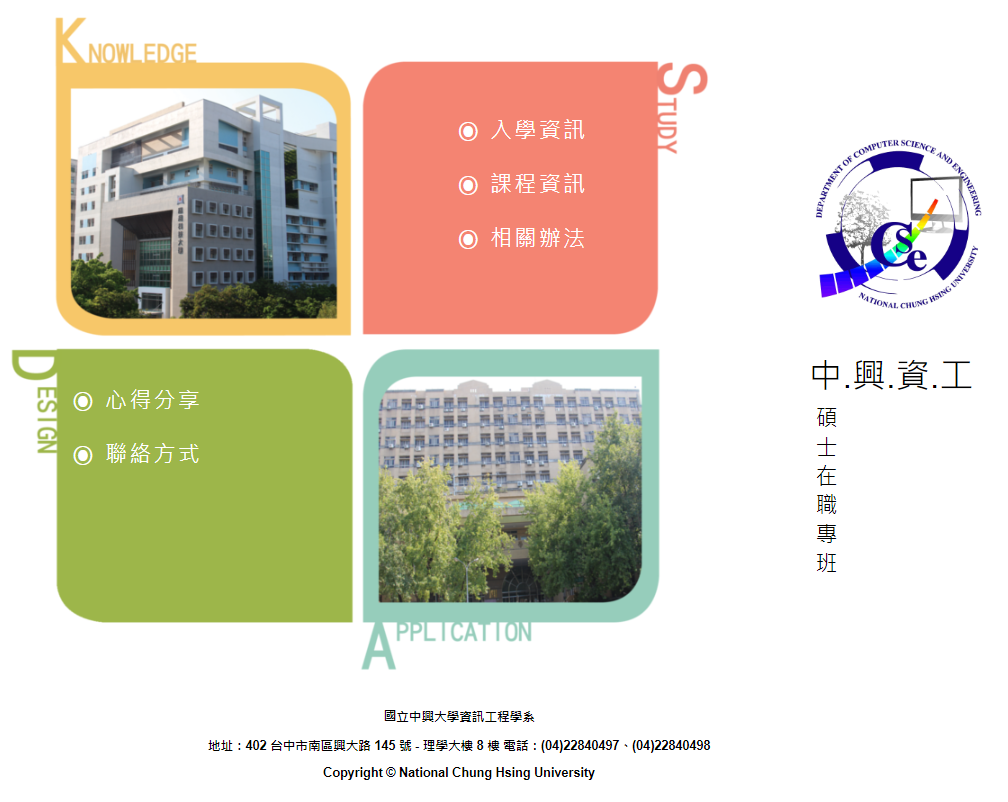 KNOWLEDGE
STUDY
◉ 入學資訊
◉ 課程資訊
◉ 相關辦法
DEPARTMENT OF COMPUTER SCIENCE AND ENGINEERING
CSe
NATIONAL CHUNG HSING UNIVERSITY
中.興.資.工
碩
士
在
職
專
班
DESIGN
◉ 心得分享
◉ 聯絡方式
APPLICATION
國立中興大學資訊工程學系
地址：402 台中市南區興大路 145 號 - 理學大樓 8 樓 電話：(04)22840497、(04)22840498
Copyright © National Chung Hsing University